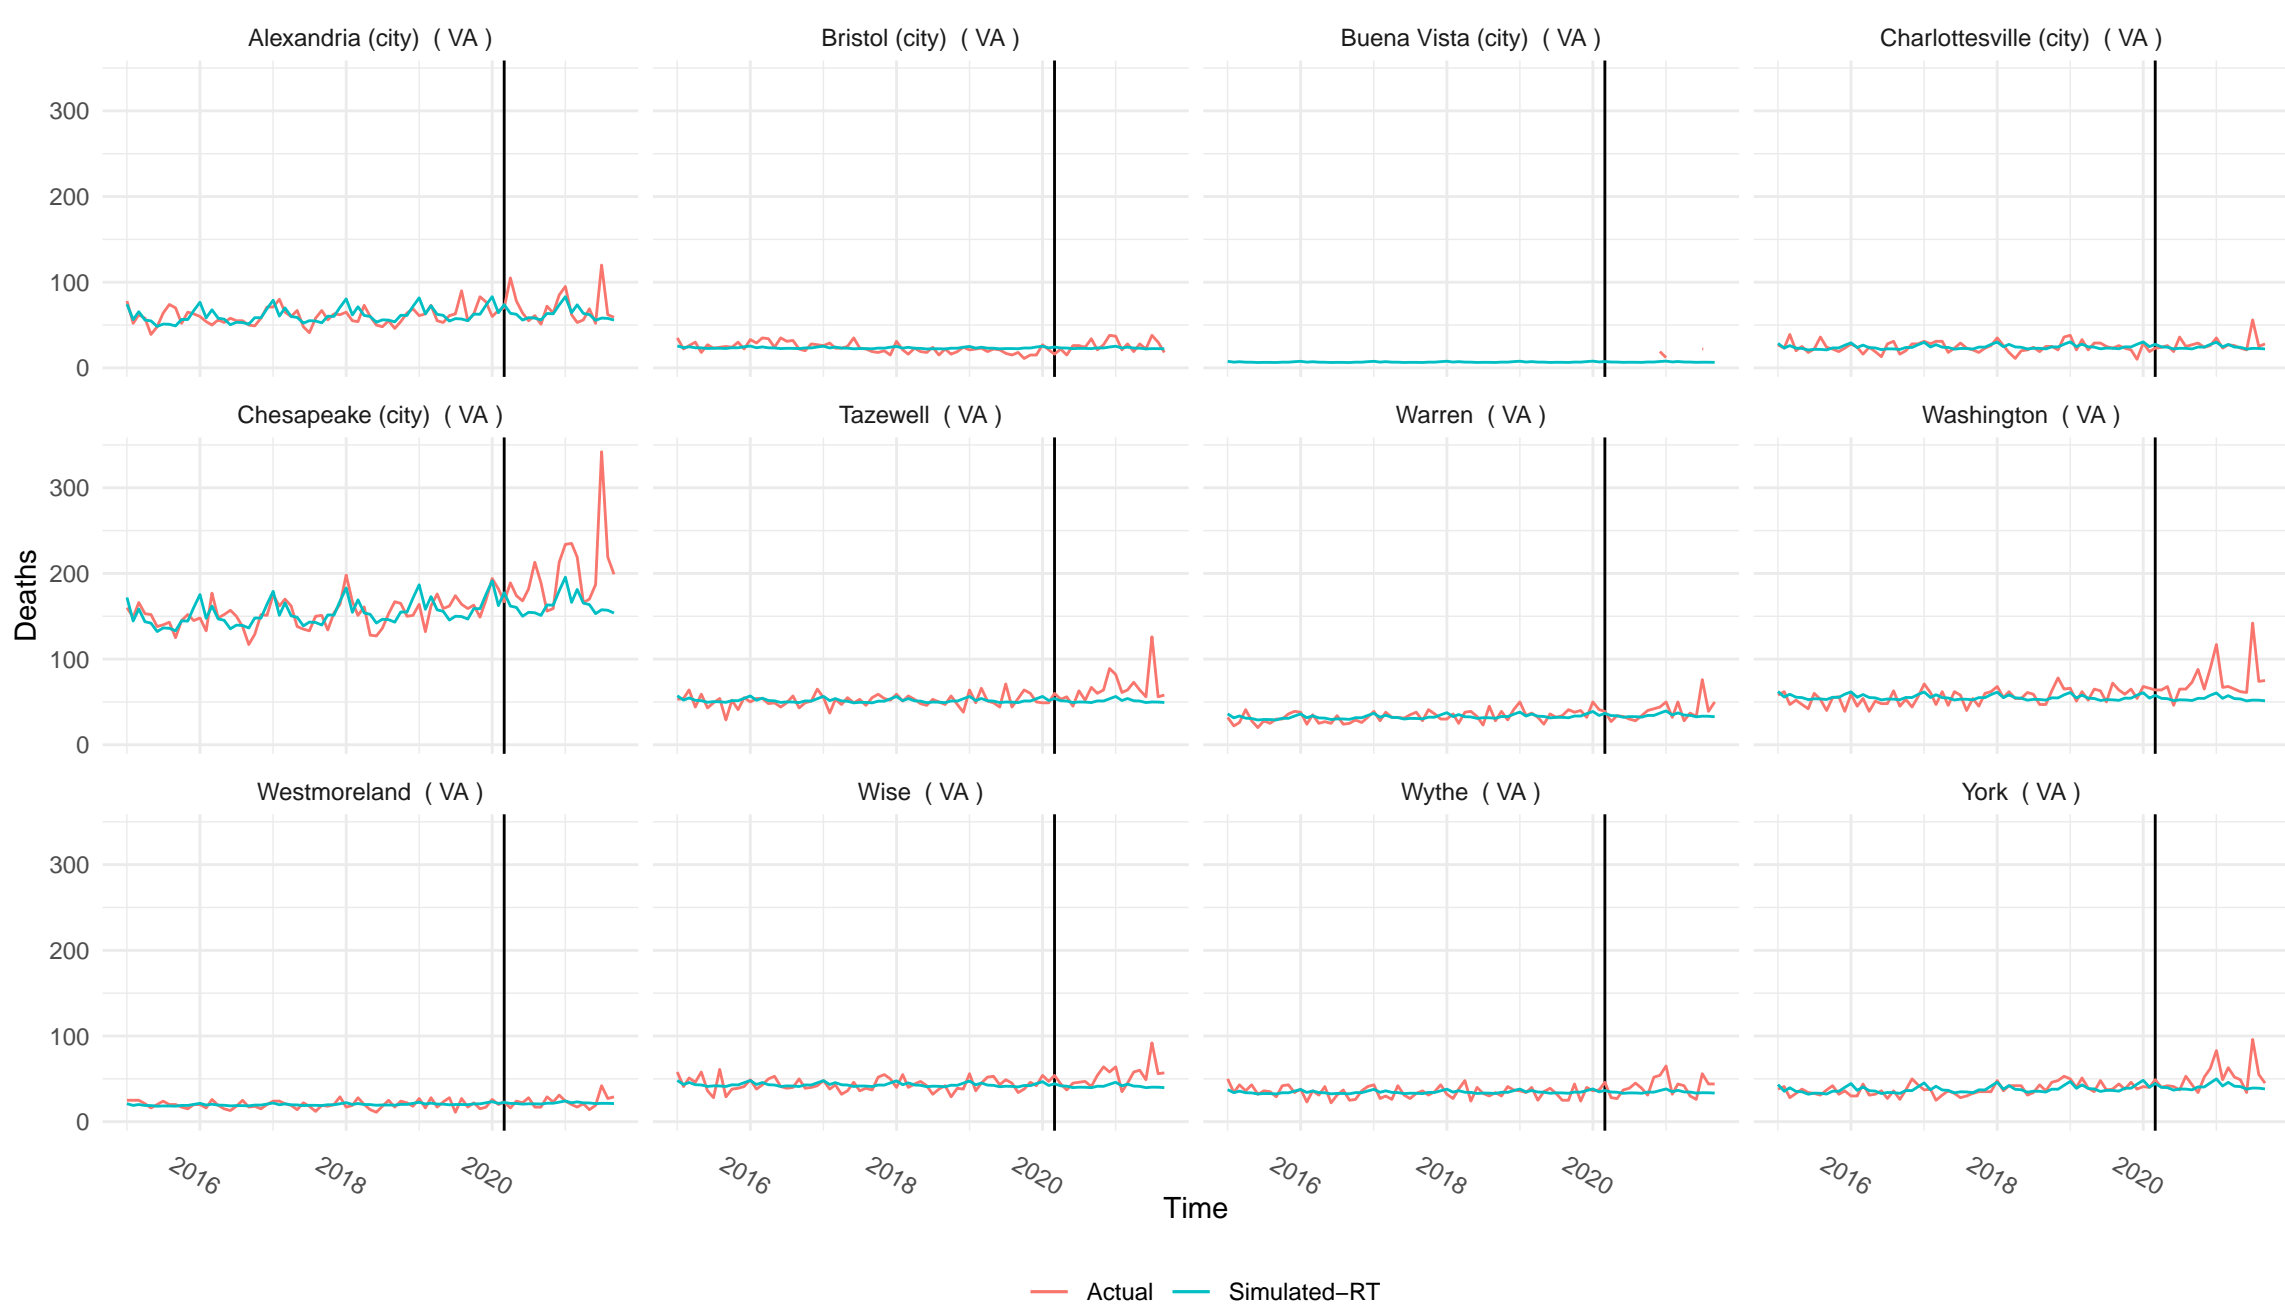 Alexandria (city)  ( VA )
Bristol (city)  ( VA )
Buena Vista (city)  ( VA )
Charlottesville (city)  ( VA )
300
200
100
0
Chesapeake (city)  ( VA )
Tazewell  ( VA )
Warren  ( VA )
Washington  ( VA )
300
200
100
0
Deaths
Westmoreland  ( VA )
Wise  ( VA )
Wythe  ( VA )
York  ( VA )
300
200
100
0
2016
2018
2020
2016
2018
2020
2016
2018
2020
2016
2018
2020
Time
Actual
Simulated−RT